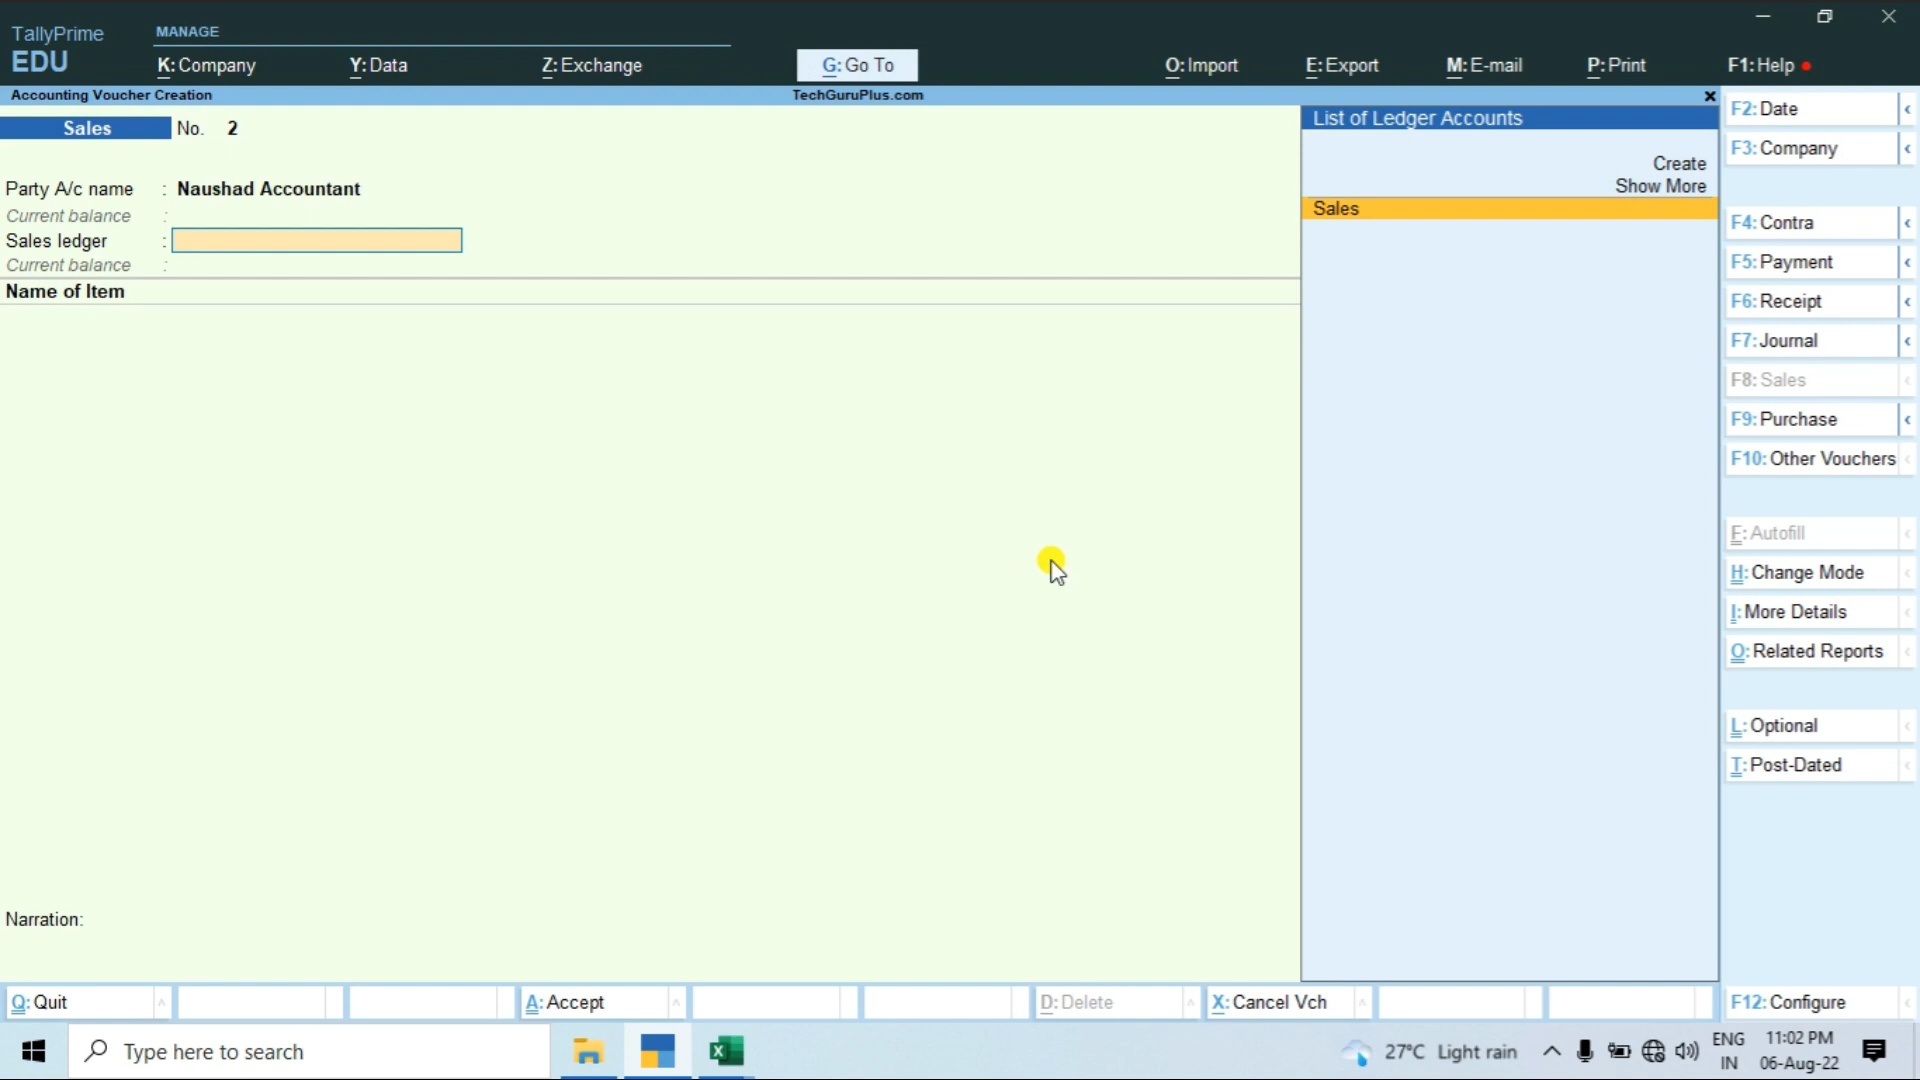 TallyPrime
EDU
MANAGE
K: Company
Y: Data
Z: Exchange
G: Go To
O: Import
E: Export
M: E-mail
P: Print
F1: Help
Accounting Voucher Creation
TechGuruPlus.com
Sales No. 2
Party A/c name : Naushad Accountant
Current balance :
Sales ledger :
Current balance :
Name of Item
Narration:
List of Ledger Accounts
Create
Show More
Sales
F2: Date
F3: Company
F4: Contra
F5: Payment
F6: Receipt
F7: Journal
F8: Sales
F9: Purchase
F10: Other Vouchers
F: Autofill
H: Change Mode
I: More Details
O: Related Reports
L: Optional
T: Post-Dated
F12: Configure
Q: Quit
A: Accept
D: Delete
X: Cancel Vch
Type here to search
27°C Light rain
ENG
IN
11:02 PM
06-Aug-22